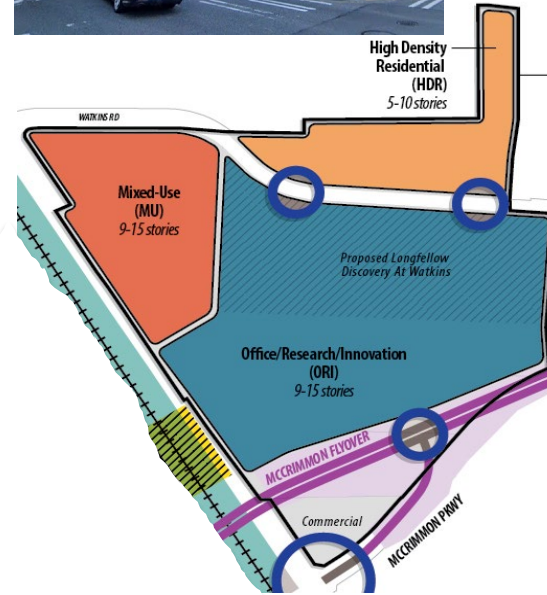 High Density
Residential
(HDR)
5-10 stories
WATKINS RD
Mixed-Use
(MU)
9-15 stories
Proposed Longfellow
Discovery At Watkins
Office/Research/Innovation
(ORI)
9-15 stories
MCCRIMMON FLYOVER
Commercial
MCCRIMMON PKWY